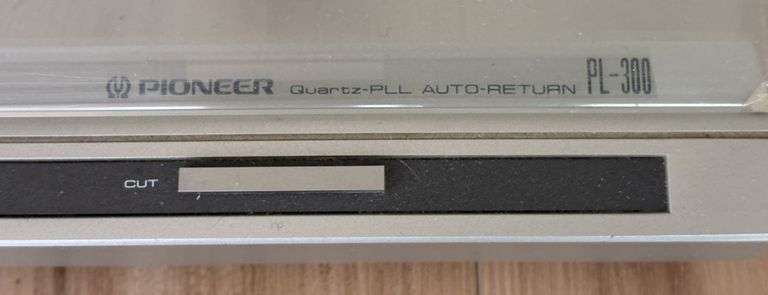 PIONEER Quartz-PLL AUTO-RETURN PL-300
CUT